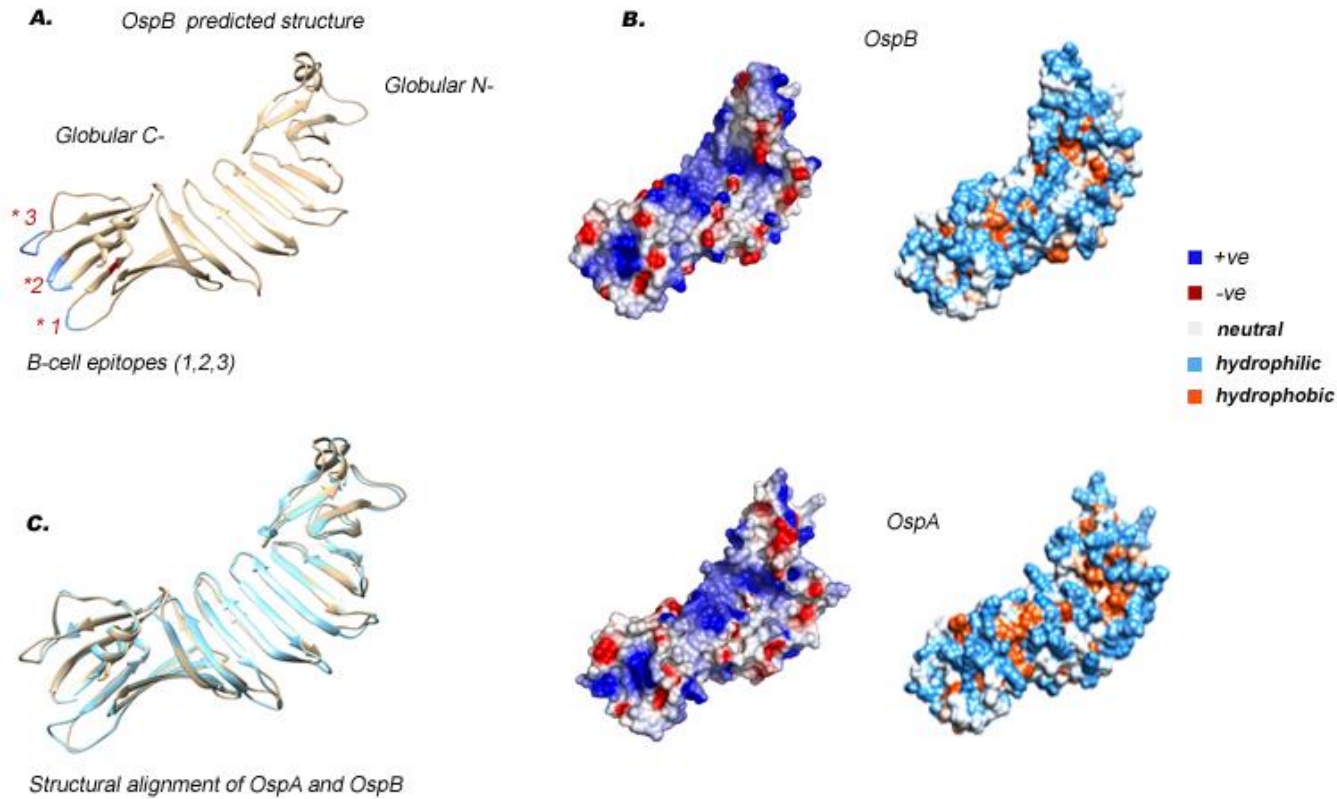 A.
OspB predicted structure
Globular N-
Globular C-
* 3
*2
* 1
B-cell epitopes (1,2,3)
B.
OspB
+ve
-ve
neutral
hydrophilic
hydrophobic
OspA
C.
Structural alignment of OspA and OspB